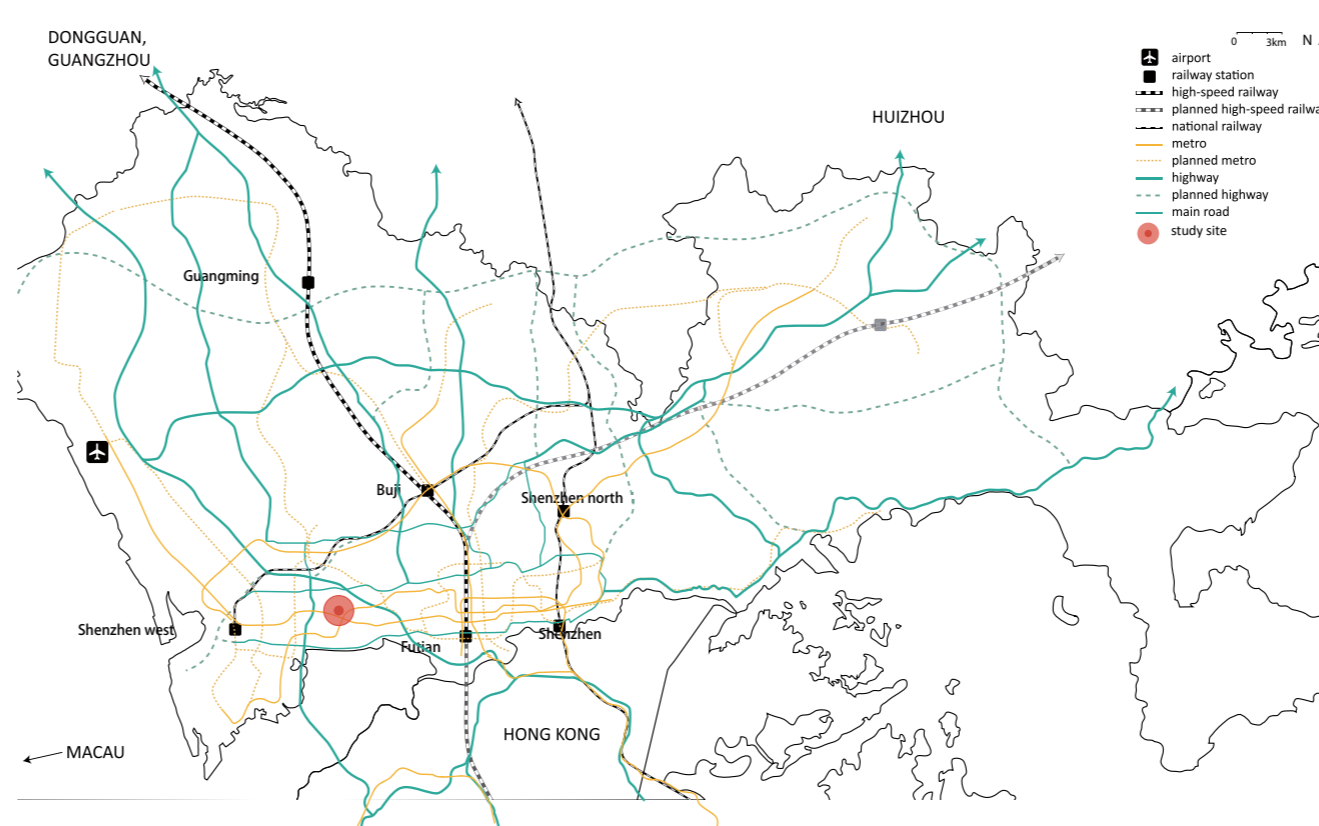 DONGGUAN,
GUANGZHOU
HUIZHOU
0 3km N
airport
railway station
high-speed railway
planned high-speed railwa
national railway
metro
planned metro
highway
planned highway
main road
study site
Guangming
Buji
Shenzhen north
Shenzhen west
Futian
Shenzhen
HONG KONG
MACAU